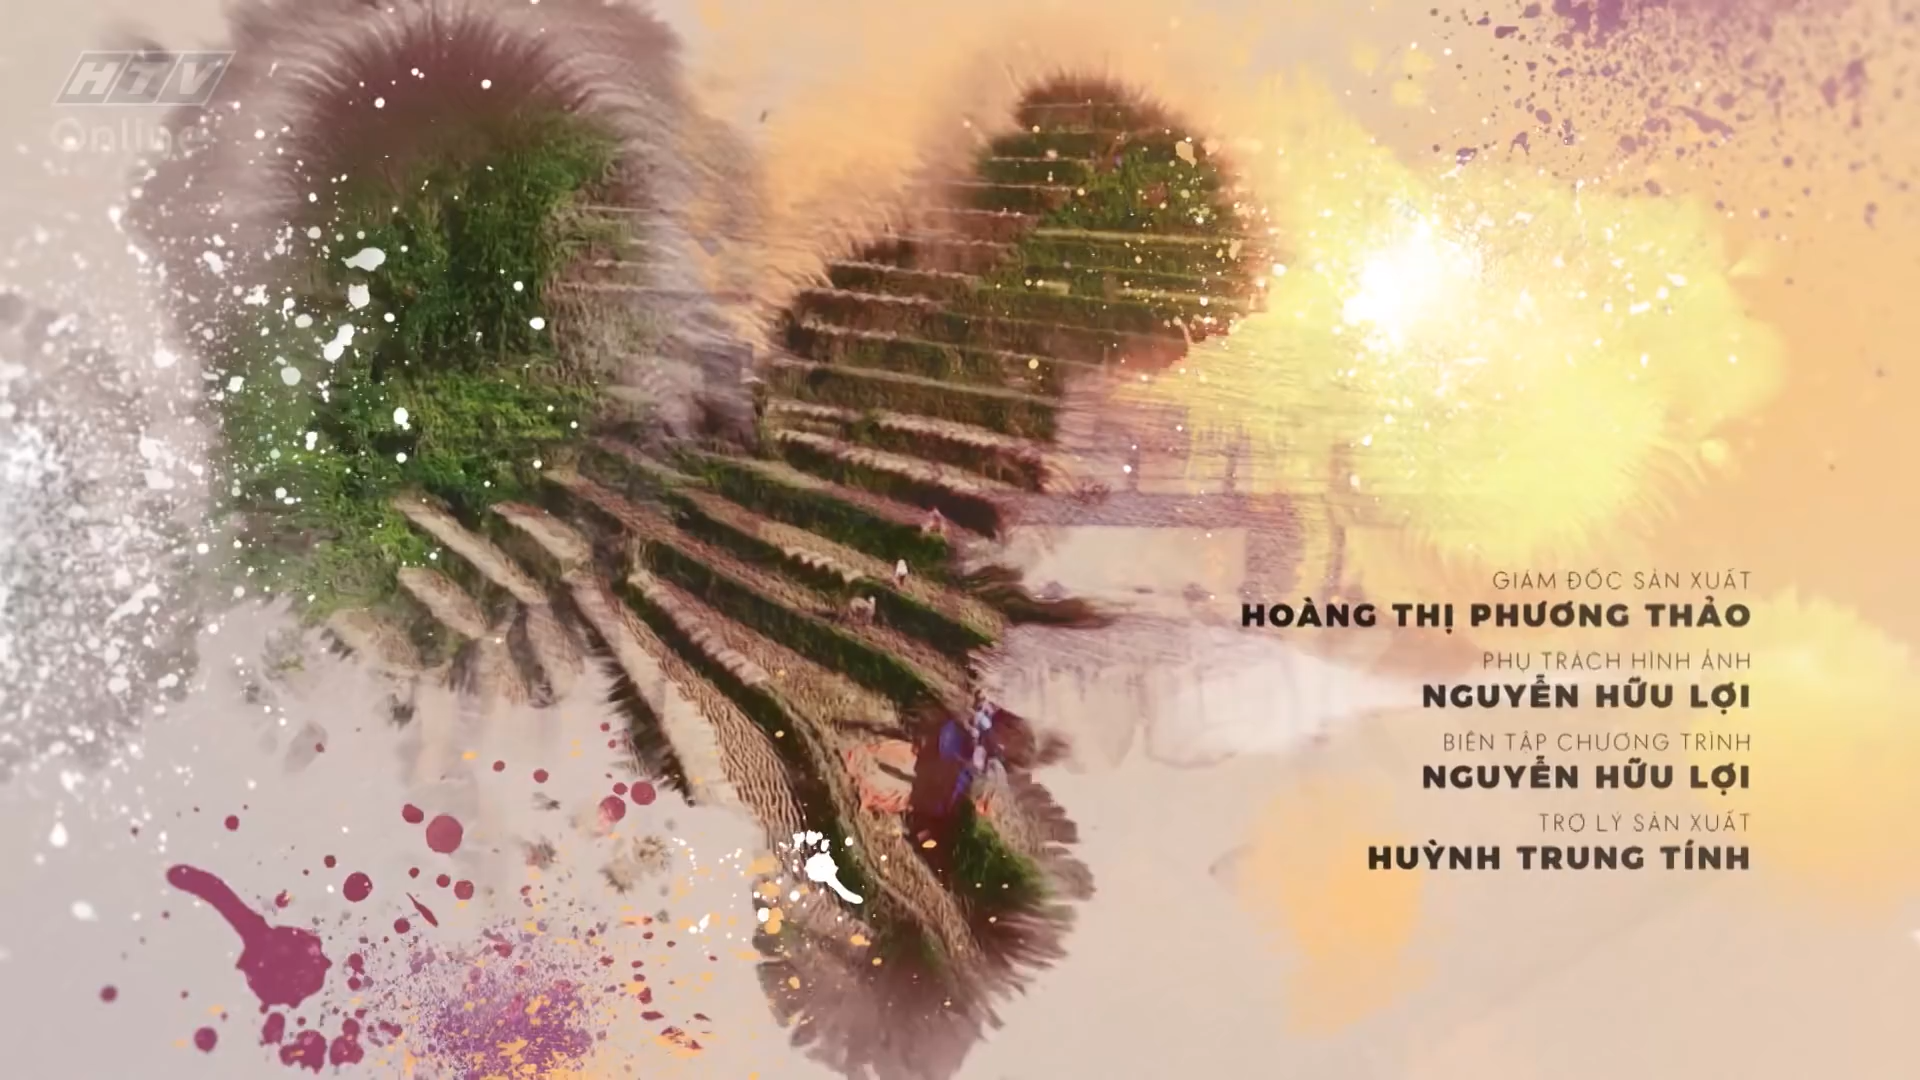 HTV
Online
GIÁM ĐỐC SẢN XUẤT
HOÀNG THỊ PHƯƠNG THẢO
PHỤ TRÁCH HÌNH ẢNH
NGUYỄN HỮU LỢI
BIÊN TẬP CHƯƠNG TRÌNH
NGUYỄN HỮU LỢI
TRỢ LÝ SẢN XUẤT
HUỲNH TRUNG TÍNH